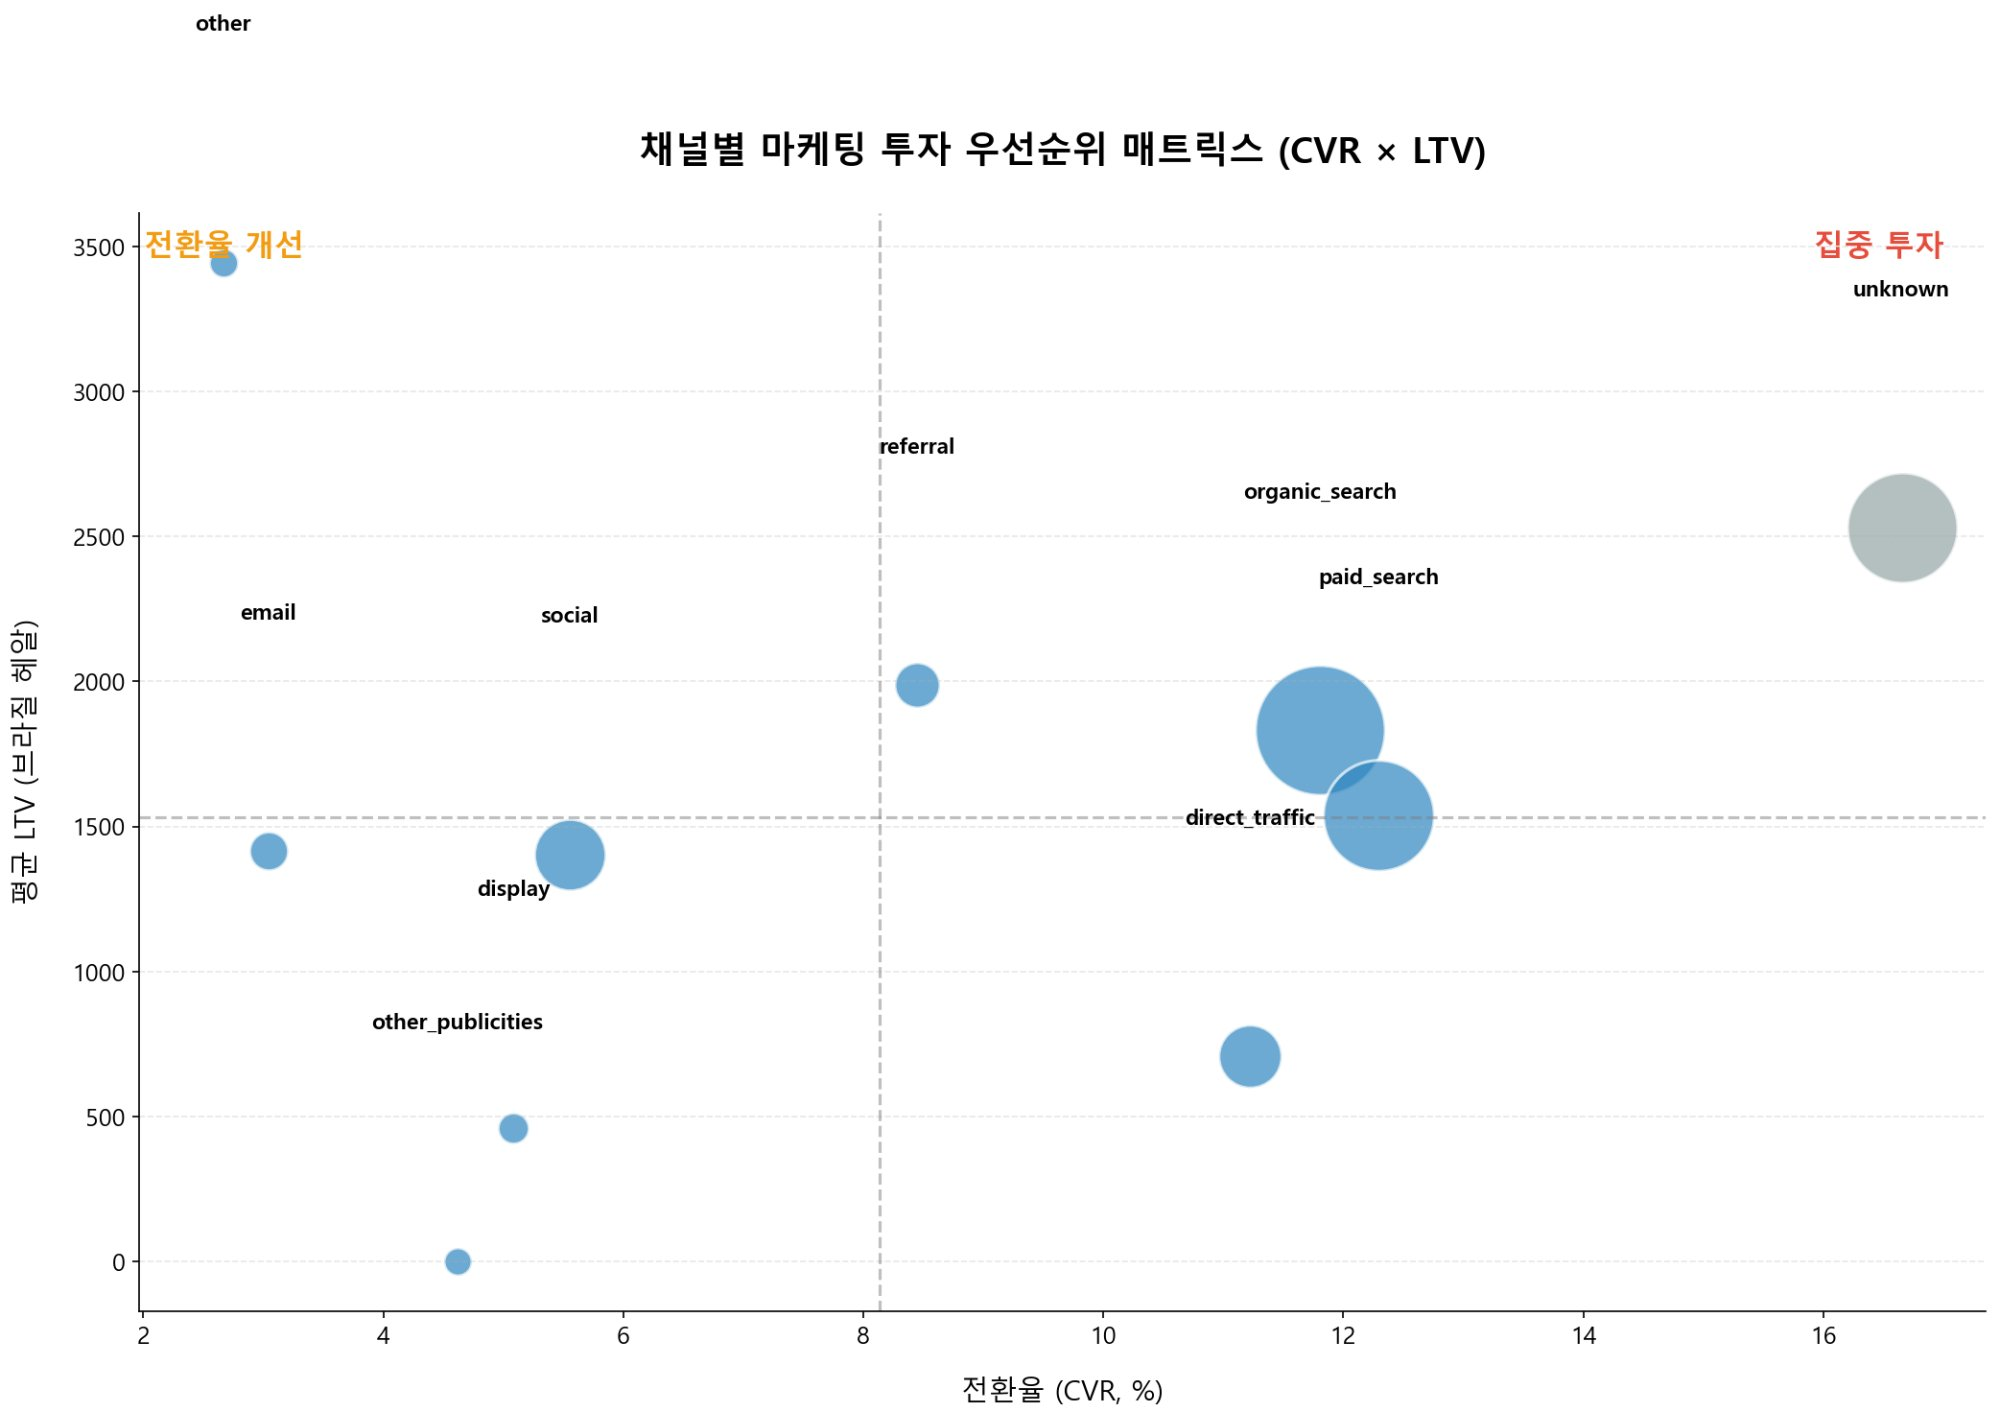 other
채널별 마케팅 투자 우선순위 매트릭스 (CVR × LTV)
전환율 개선
집중 투자
unknown
referral
organic_search
paid_search
email
social
direct_traffic
display
other_publicities
평균 LTV (브라질 헤알)
3500
3000
2500
2000
1500
1000
500
0
2
4
6
8
10
12
14
16
전환율 (CVR, %)